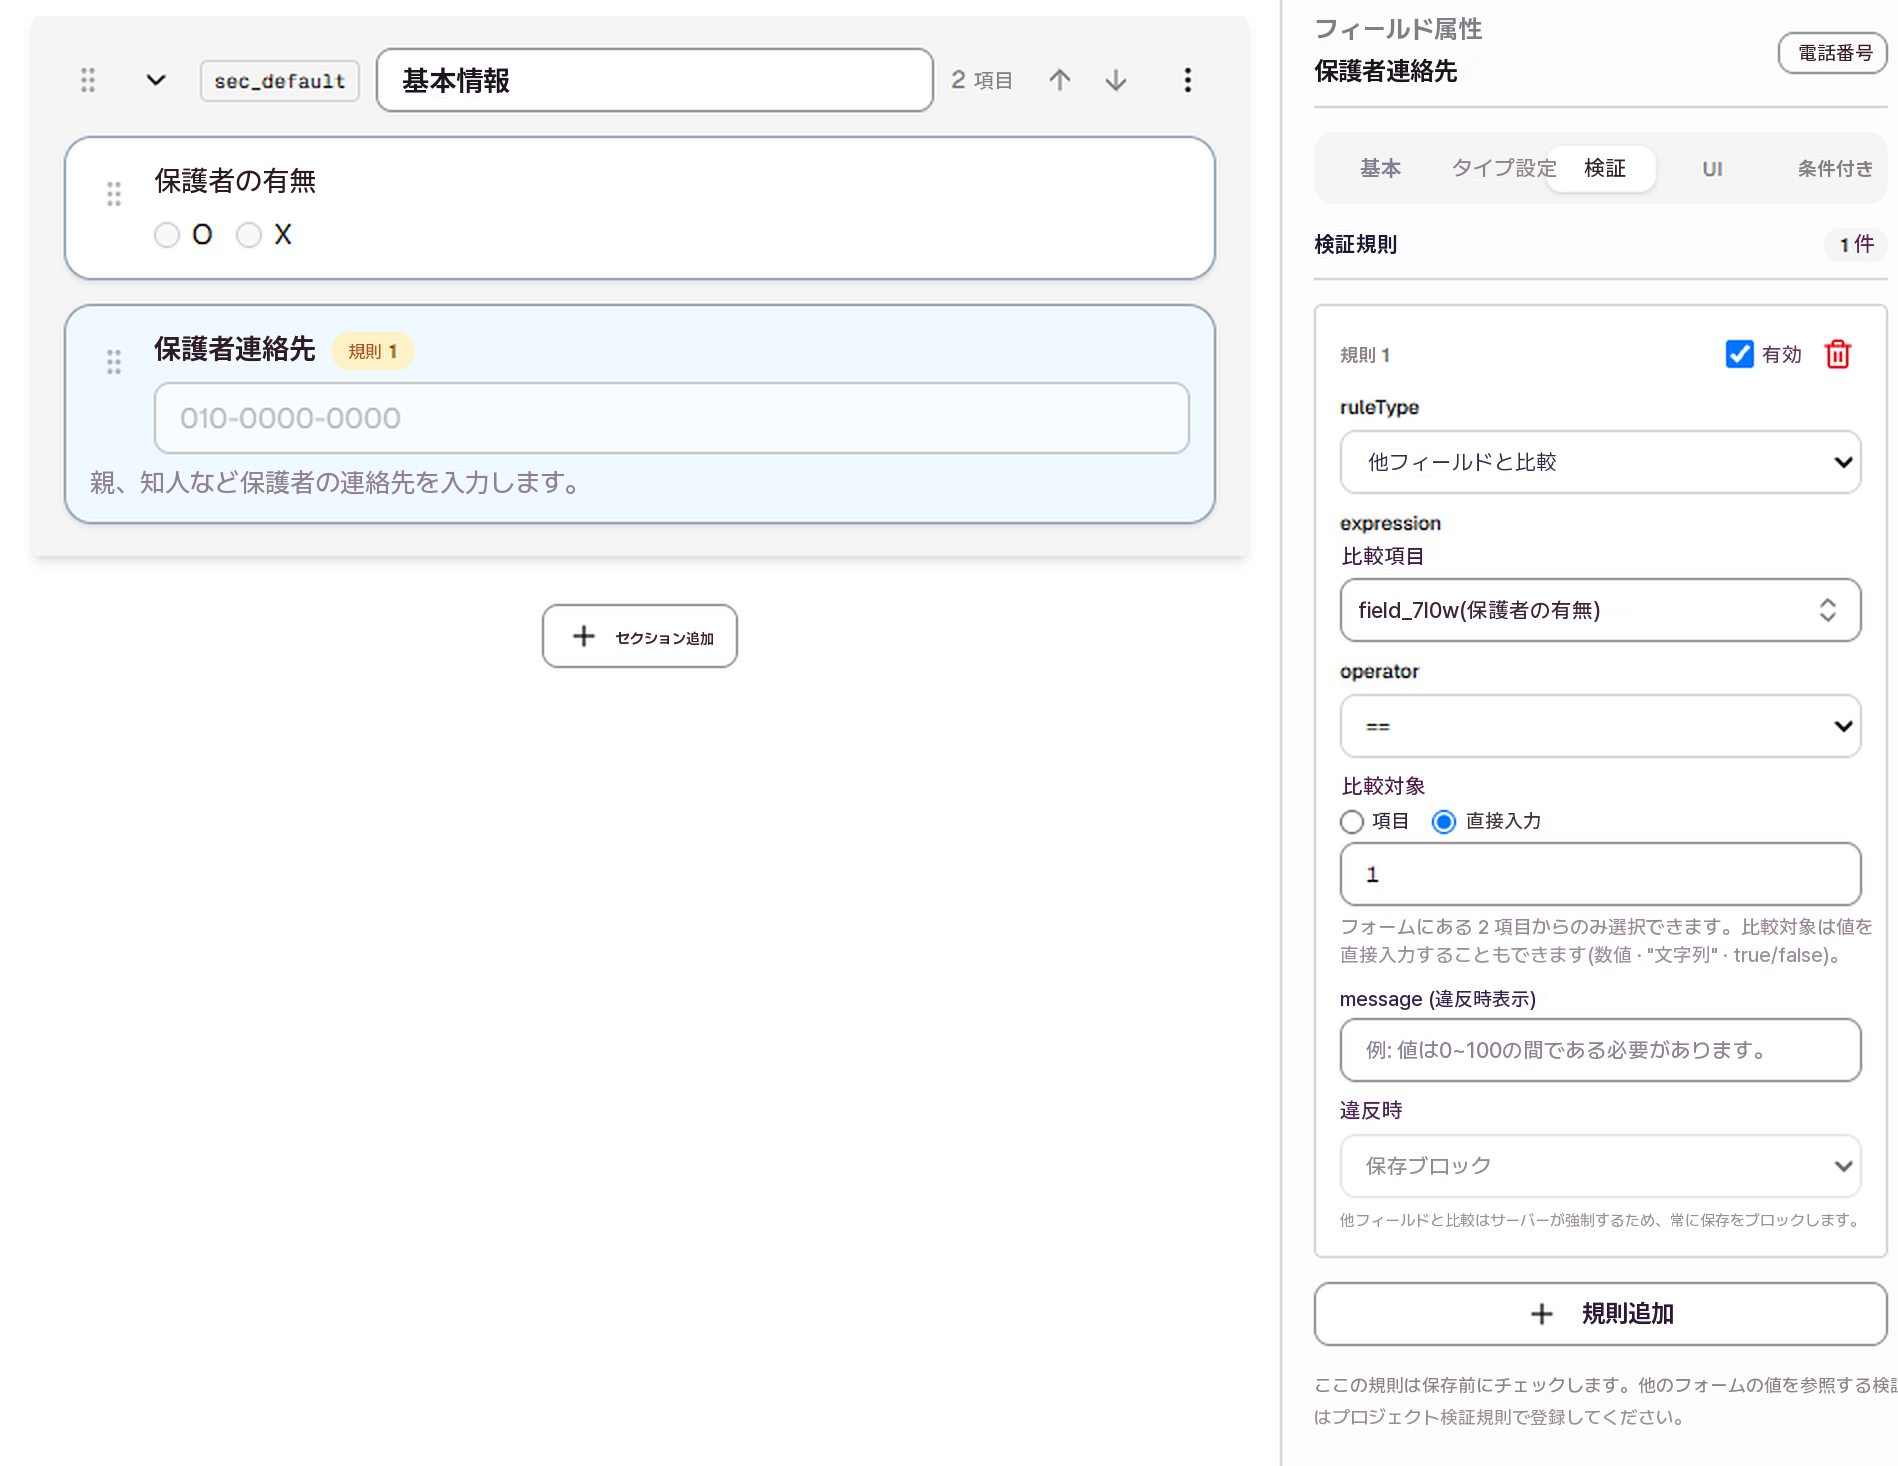 sec_default 基本情報 2 項目
保護者の有無
O X
保護者連絡先 規則 1
010-0000-0000
親、知人など保護者の連絡先を入力します。
セクション追加
フィールド属性
保護者連絡先
電話番号
基本 タイプ設定 検証 UI 条件付き
検証規則 1 件
規則 1 有効
ruleType
他フィールドと比較
expression
比較項目
field_7l0w(保護者の有無)
operator
==
比較対象
項目 直接入力
1
フォームにある 2 項目からのみ選択できます。比較対象は値を
直接入力することもできます(数値 · "文字列" · true/false)。
message (違反時表示)
例: 値は0~100の間である必要があります。
違反時
保存ブロック
他フィールドと比較はサーバーが強制するため、常に保存をブロックします。
規則追加
ここの規則は保存前にチェックします。他のフォームの値を参照する検証
はプロジェクト検証規則で登録してください。